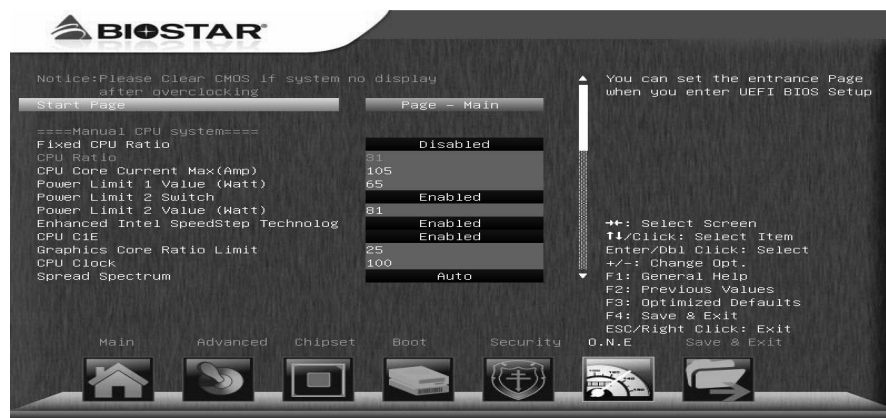 BIOSTAR
Notice:Please Clear CMOS if system no display
after overclocking
Start Page Page - Main
====Manual CPU system====
Fixed CPU Ratio Disabled
CPU Ratio 31
CPU Core Current Max(Amp) 105
Power Limit 1 Value (Watt) 65
Power Limit 2 Switch Enabled
Power Limit 2 Value (Watt) 81
Enhanced Intel SpeedStep Technolog Enabled
CPU C1E Enabled
Graphics Core Ratio Limit 25
CPU Clock 100
Spread Spectrum Auto
You can set the entrance Page
when you enter UEFI BIOS Setup
→←: Select Screen
↑↓/Click: Select Item
Enter/Dbl Click: Select
+/-: Change Opt.
F1: General Help
F2: Previous Values
F3: Optimized Defaults
F4: Save & Exit
ESC/Right Click: Exit
Main Advanced Chipset Boot Security O.N.E Save & Exit